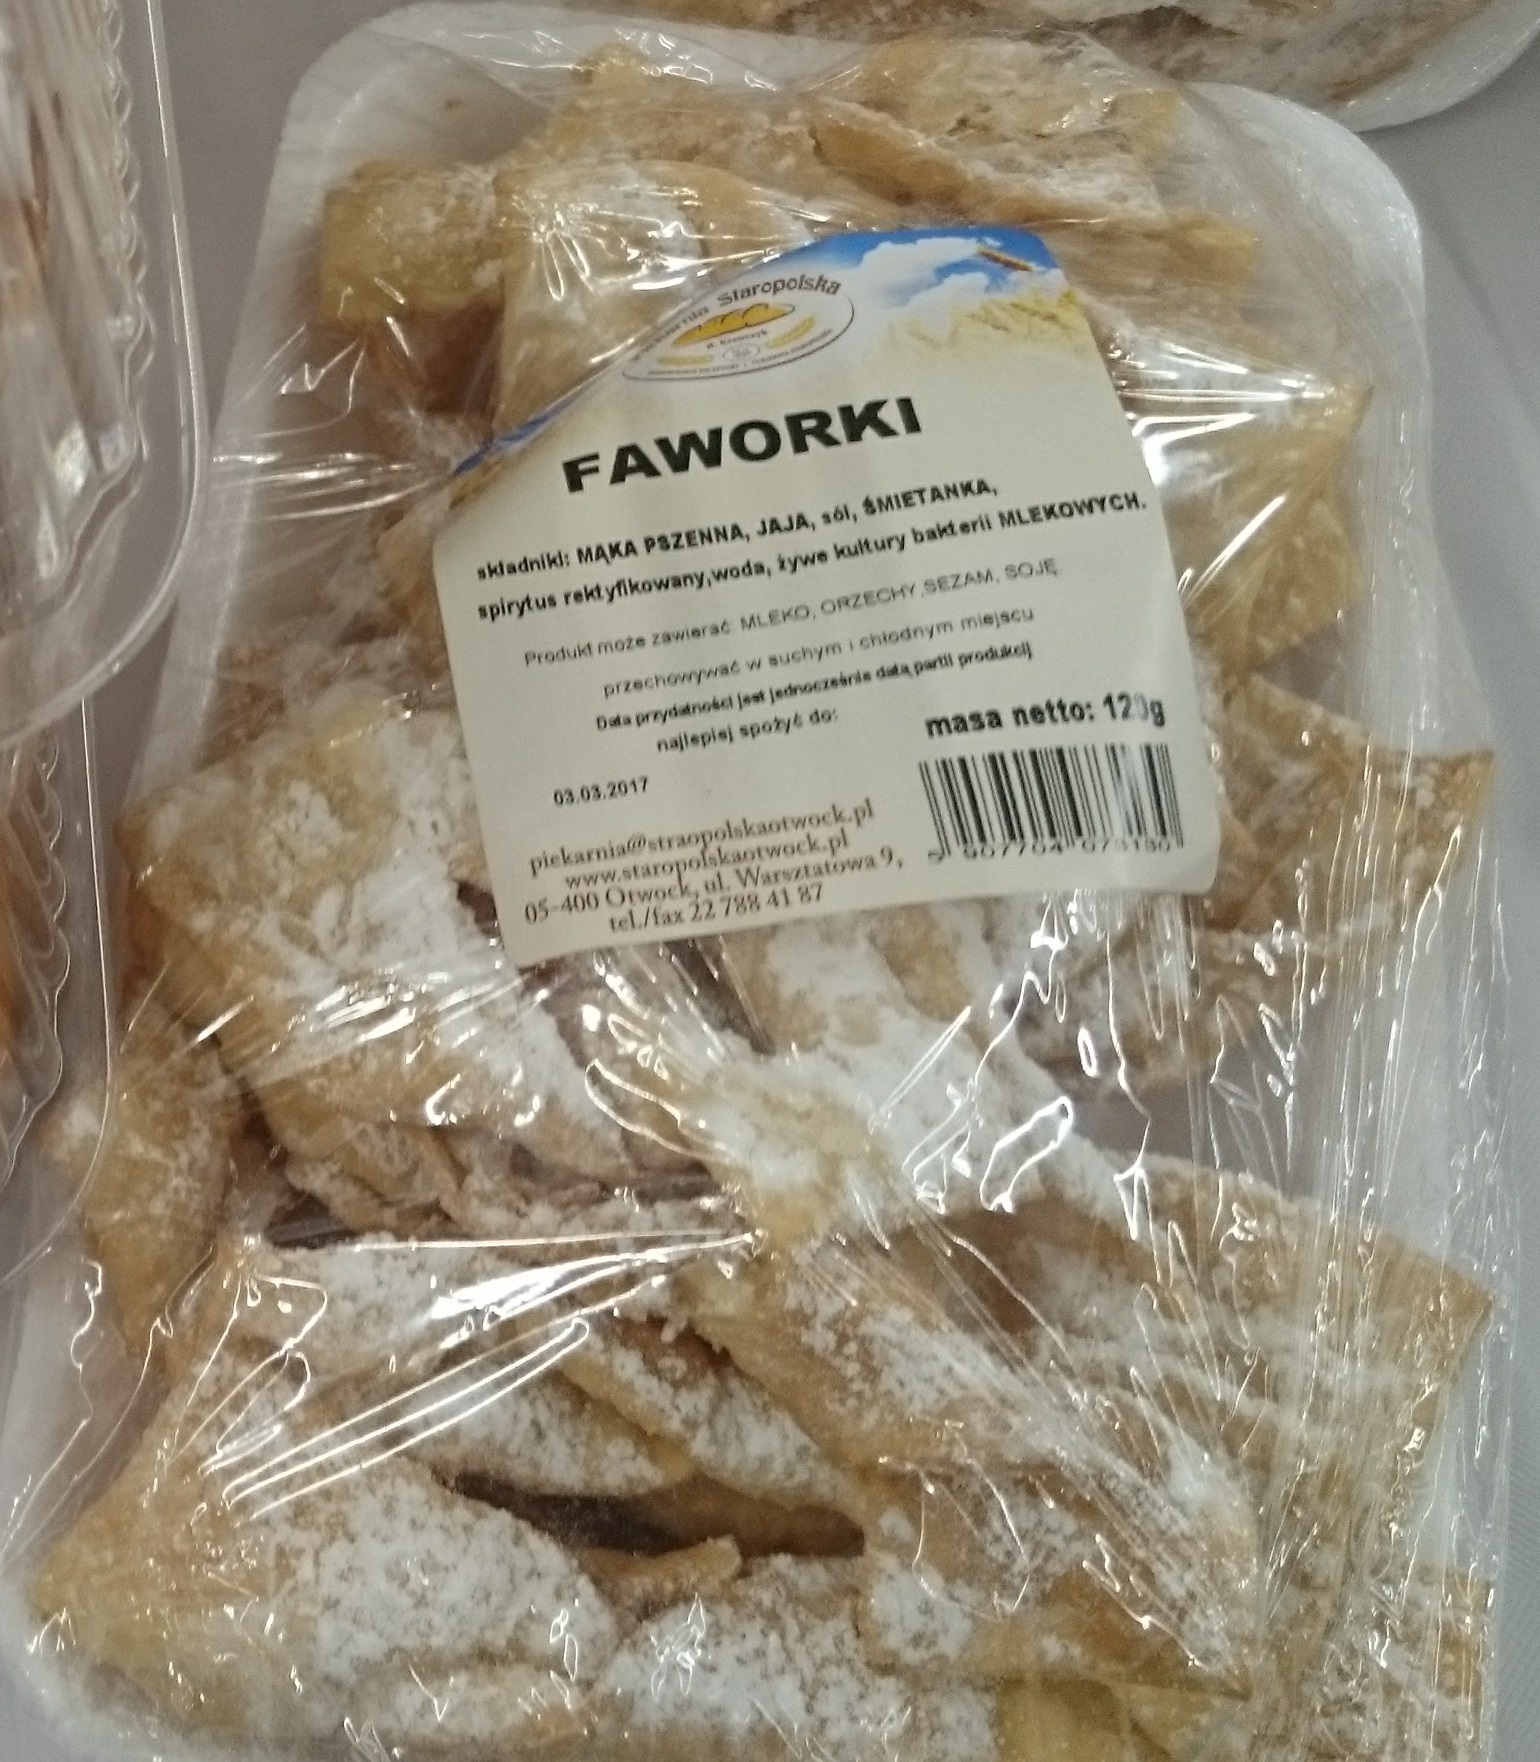 Piekarnia Staropolska
FAWORKI
składniki: MĄKA PSZENNA, JAJA, sól, ŚMIETANKA,
spirytus rektyfikowany,woda, żywe kultury bakterii MLEKOWYCH.
Produkt może zawierać: MLEKO, ORZECHY,SEZAM, SOJĘ
przechowywać w suchym i chłodnym miejscu
Data przydatności jest jednocześnie datą partii produkcij
najlepiej spożyć do:
masa netto: 120g
03.03.2017
piekarnia@straopolskaotwock.pl
www.staropolskaotwock.pl
05-400 Otwock, ul. Warsztatowa 9,
tel./fax 22 788 41 87